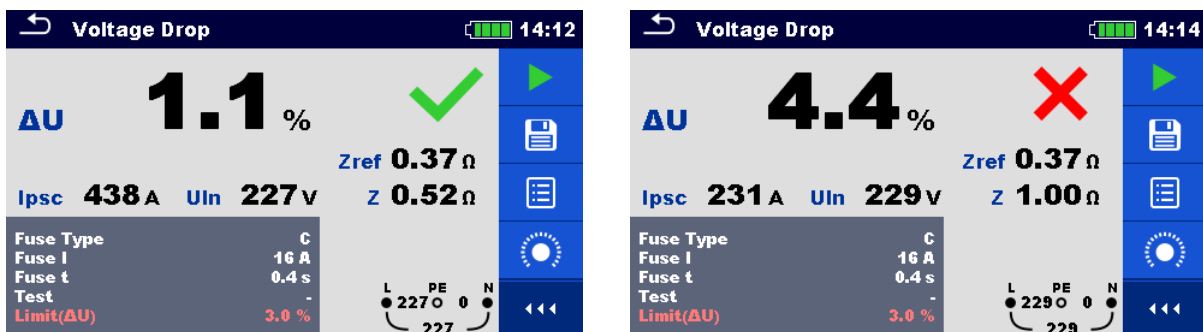 Voltage Drop 14:12
ΔU 1.1 %
Zref 0.37 Ω
Ipsc 438 A Uln 227 V Z 0.52 Ω
Fuse Type C
Fuse I 16 A
Fuse t 0.4 s
Test -
Limit(ΔU) 3.0 %
L PE N
227 0
227
Voltage Drop 14:14
ΔU 4.4 %
Zref 0.37 Ω
Ipsc 231 A Uln 229 V Z 1.00 Ω
Fuse Type C
Fuse I 16 A
Fuse t 0.4 s
Test -
Limit(ΔU) 3.0 %
L PE N
229 0
229